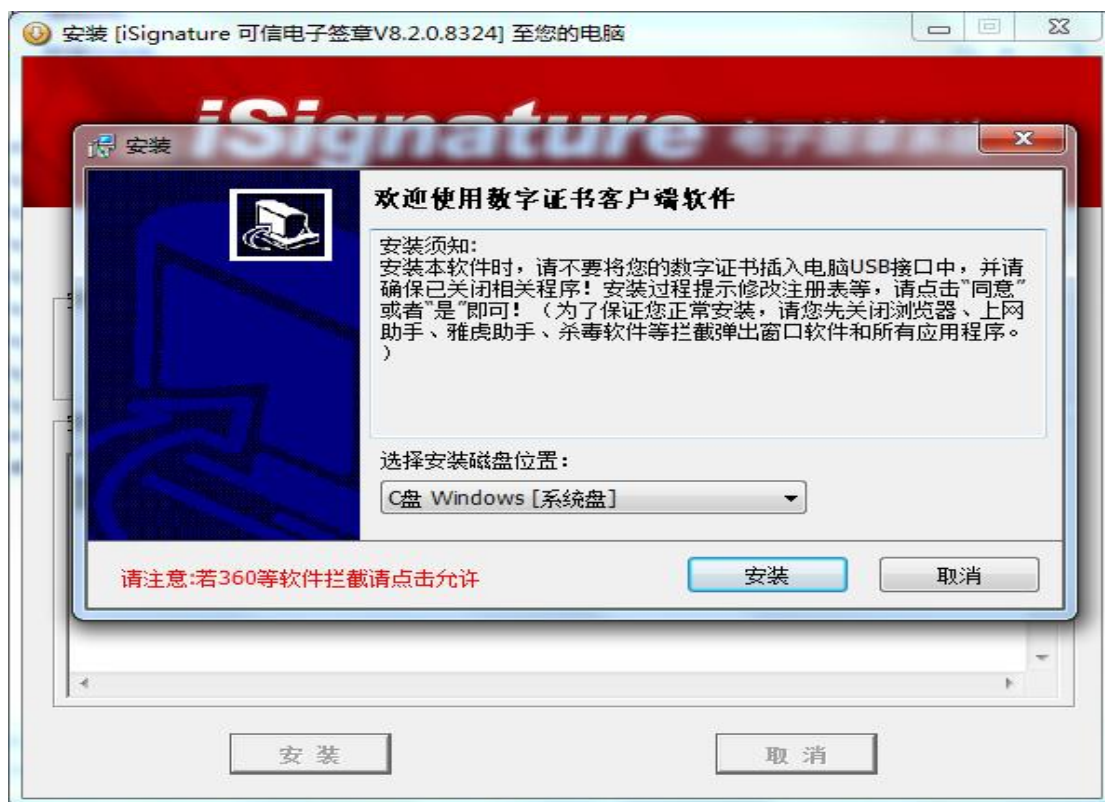 安装 [iSignature 可信电子签章V8.2.0.8324] 至您的电脑
iSignature
安装
欢迎使用数字证书客户端软件
安装须知:
安装本软件时，请不要将您的数字证书插入电脑USB接口中，并请
确保已关闭相关程序！安装过程提示修改注册表等，请点击"同意"
或者"是"即可！（为了保证您正常安装，请您先关闭浏览器、上网
助手、雅虎助手、杀毒软件等拦截弹出窗口软件和所有应用程序。
）
选择安装磁盘位置：
C盘 Windows [系统盘]
请注意:若360等软件拦截请点击允许
安装
取消
安 装
取 消